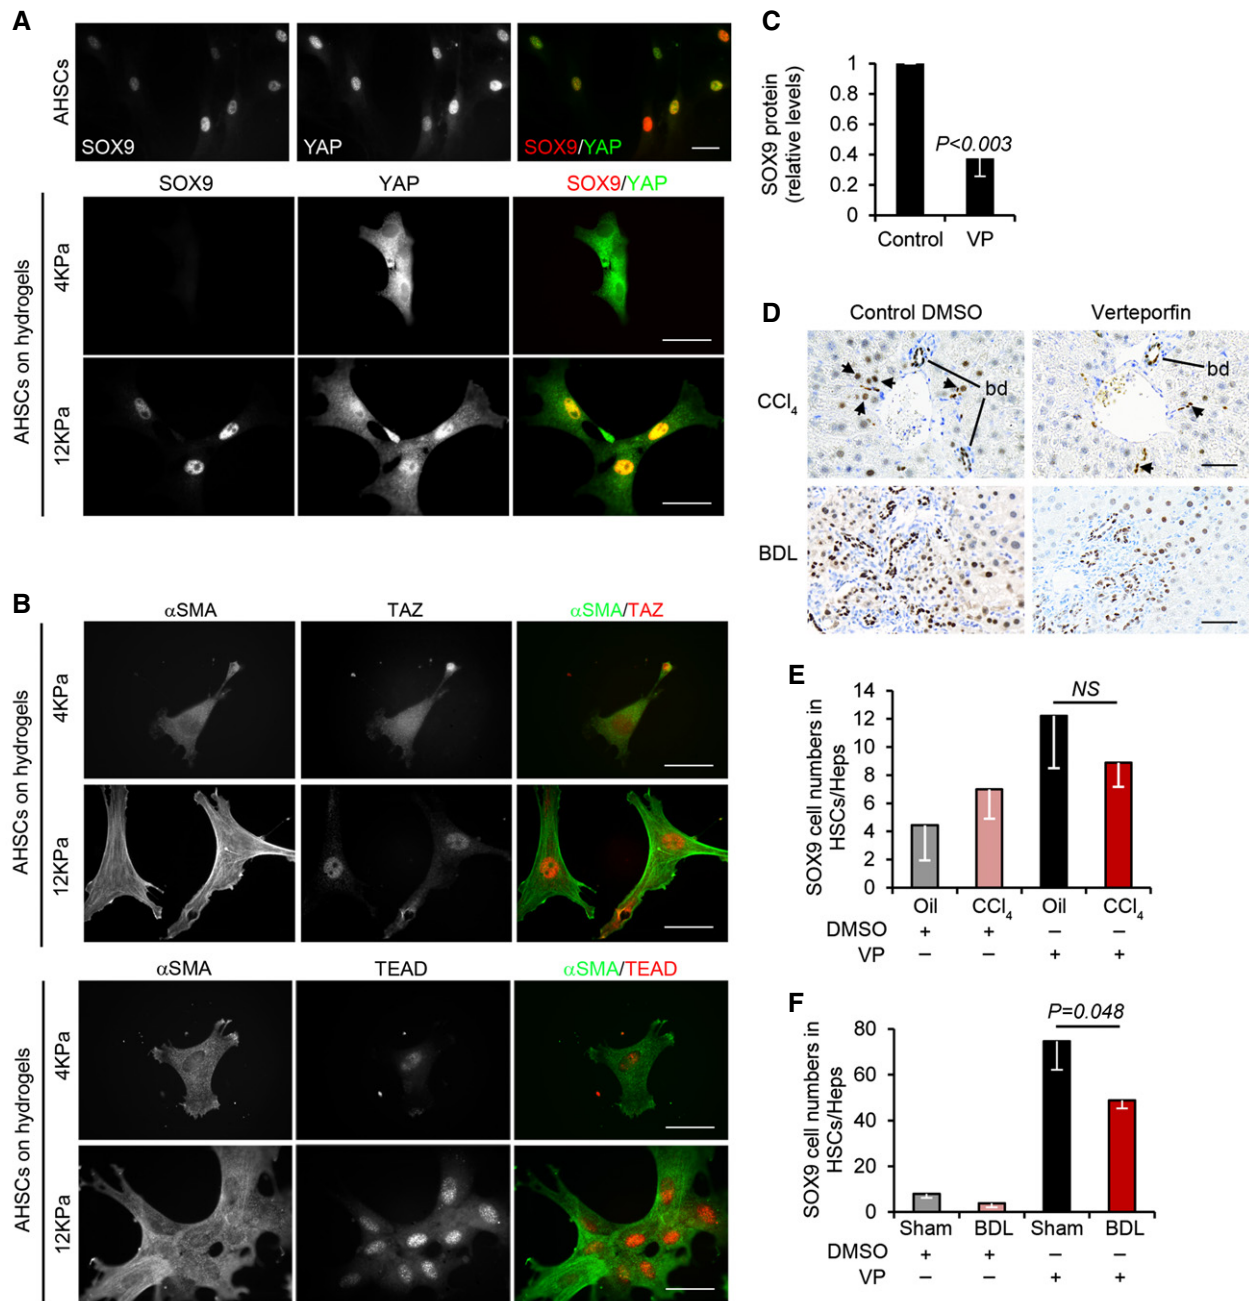 A
AHSCs
SOX9
YAP
SOX9/YAP
SOX9
YAP
SOX9/YAP
AHSCs on hydrogels
4KPa
12KPa
B
αSMA
TAZ
αSMA/TAZ
AHSCs on hydrogels
4KPa
12KPa
αSMA
TEAD
αSMA/TEAD
AHSCs on hydrogels
4KPa
12KPa
C
SOX9 protein
(relative levels)
1
0.8
0.6
0.4
0.2
0
P<0.003
Control
VP
D
Control DMSO
Verteporfin
CCl₄
bd
bd
BDL
E
SOX9 cell numbers in
HSCs/Heps
14
12
10
8
6
4
2
0
NS
Oil CCl₄ Oil CCl₄
DMSO + + – –
VP – – + +
F
SOX9 cell numbers in
HSCs/Heps
80
60
40
20
0
P=0.048
Sham BDL Sham BDL
DMSO + + – –
VP – – + +